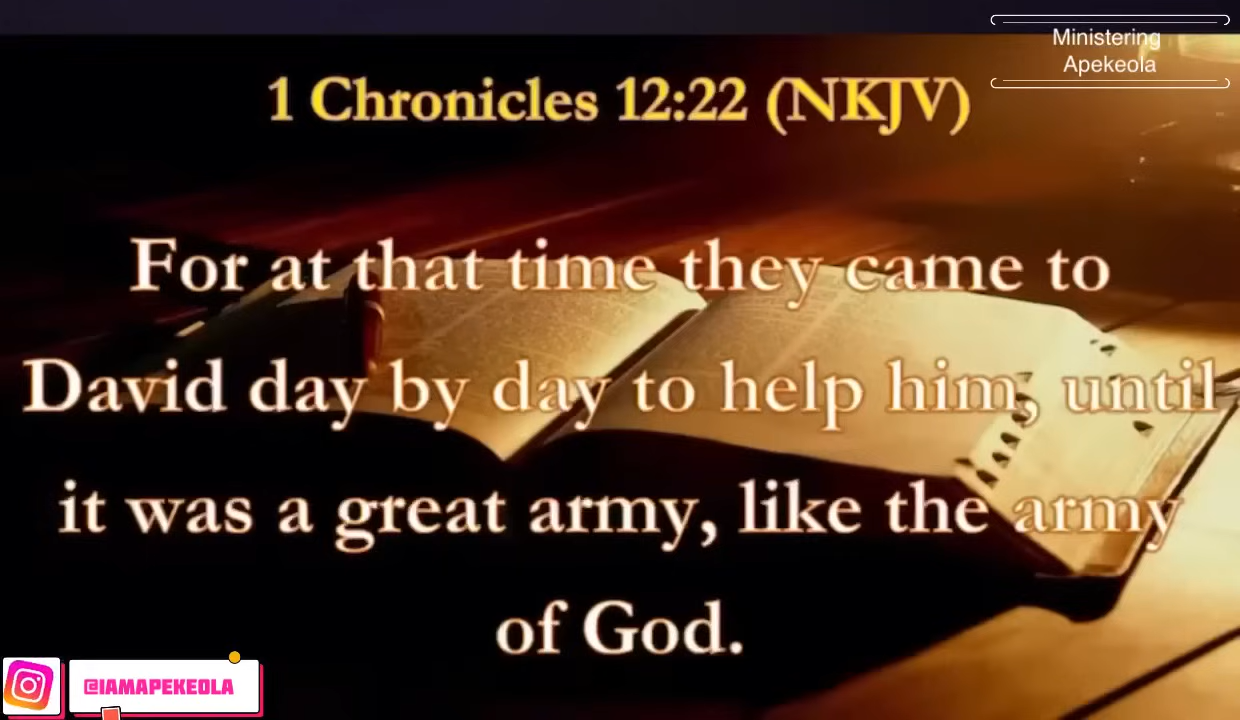 Ministering
Apekeola
1 Chronicles 12:22 (NKJV)
For at that time they came to
David day by day to help him, until
it was a great army, like the army
of God.
@IAMAPEKEOLA